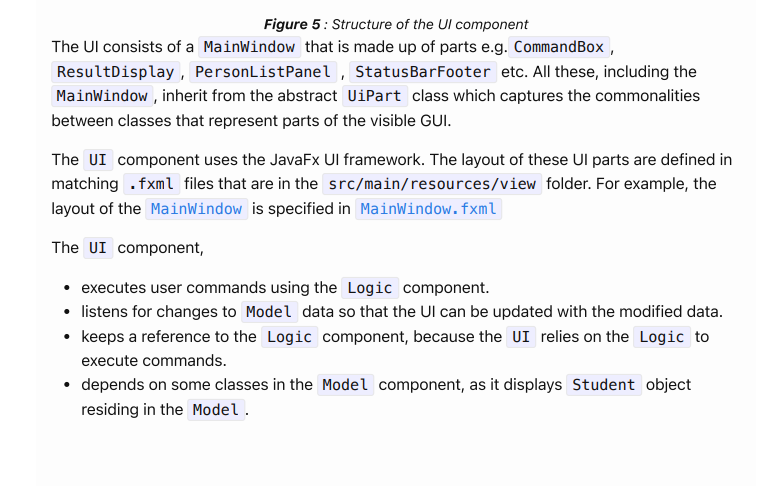 Figure 5 : Structure of the UI component
The UI consists of a MainWindow that is made up of parts e.g. CommandBox ,
ResultDisplay , PersonListPanel , StatusBarFooter etc. All these, including the
MainWindow , inherit from the abstract UiPart class which captures the commonalities
between classes that represent parts of the visible GUI.
The UI component uses the JavaFx UI framework. The layout of these UI parts are defined in
matching .fxml files that are in the src/main/resources/view folder. For example, the
layout of the MainWindow is specified in MainWindow.fxml
The UI component,
• executes user commands using the Logic component.
• listens for changes to Model data so that the UI can be updated with the modified data.
• keeps a reference to the Logic component, because the UI relies on the Logic to
execute commands.
• depends on some classes in the Model component, as it displays Student object
residing in the Model .